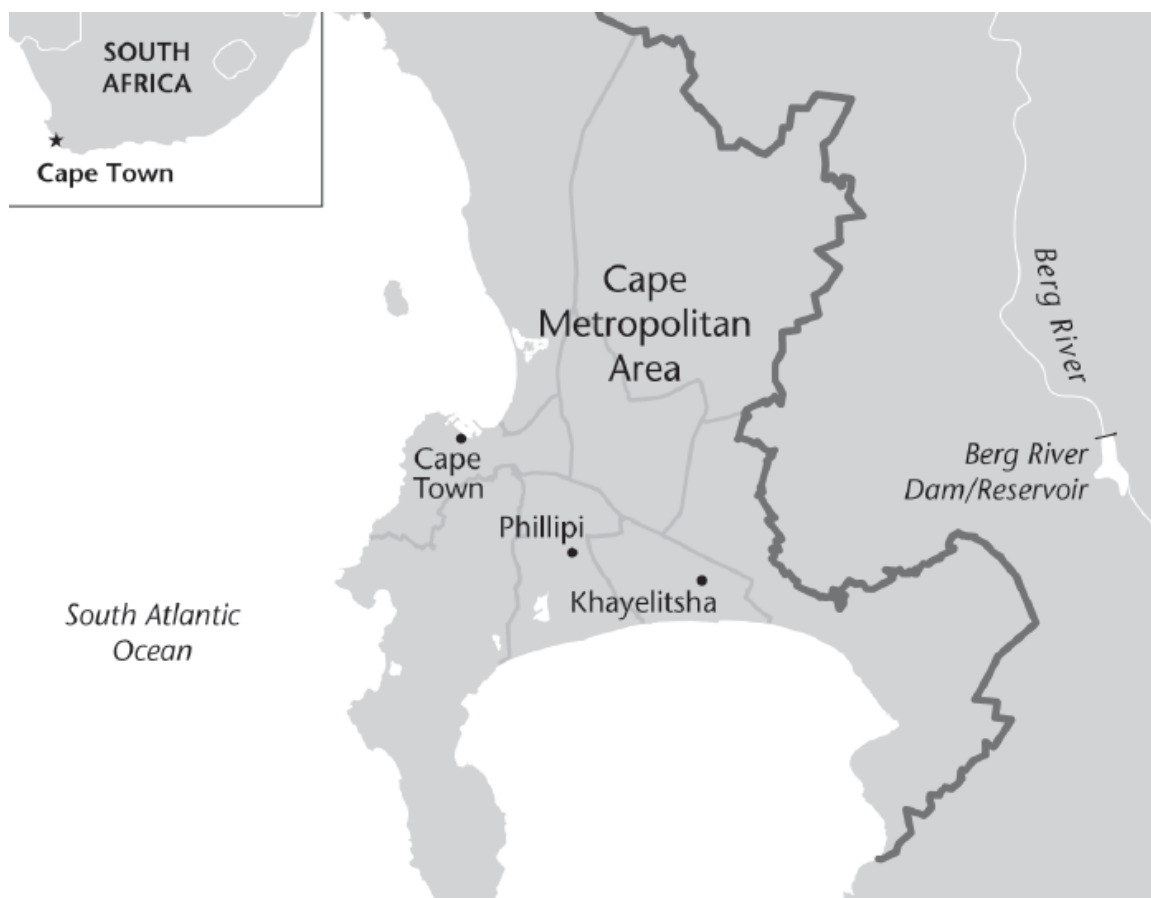 SOUTH
AFRICA
Cape Town
Cape
Metropolitan
Area
Berg River
Cape
Town
Berg River
Dam/Reservoir
Phillipi
Khayelitsha
South Atlantic
Ocean